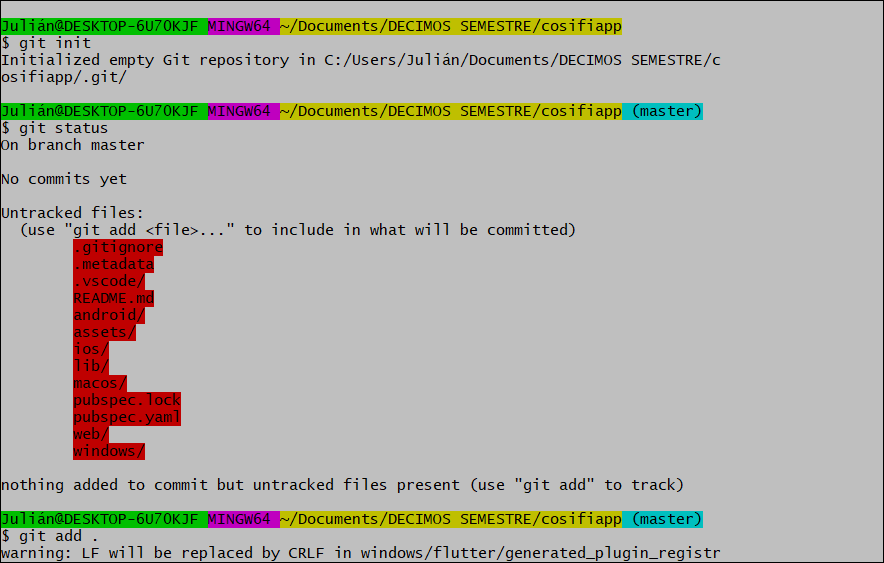 Julián@DESKTOP-6U7OKJF MINGW64 ~/Documents/DECIMOS SEMESTRE/cosifiapp
$ git init
Initialized empty Git repository in C:/Users/Julián/Documents/DECIMOS SEMESTRE/c
osifiapp/.git/
Julián@DESKTOP-6U7OKJF MINGW64 ~/Documents/DECIMOS SEMESTRE/cosifiapp (master)
$ git status
On branch master
No commits yet
Untracked files:
(use "git add <file>..." to include in what will be committed)
.gitignore
.metadata
.vscode/
README.md
android/
assets/
ios/
lib/
macos/
pubspec.lock
pubspec.yaml
web/
windows/
nothing added to commit but untracked files present (use "git add" to track)
Julián@DESKTOP-6U7OKJF MINGW64 ~/Documents/DECIMOS SEMESTRE/cosifiapp (master)
$ git add .
warning: LF will be replaced by CRLF in windows/flutter/generated_plugin_registr